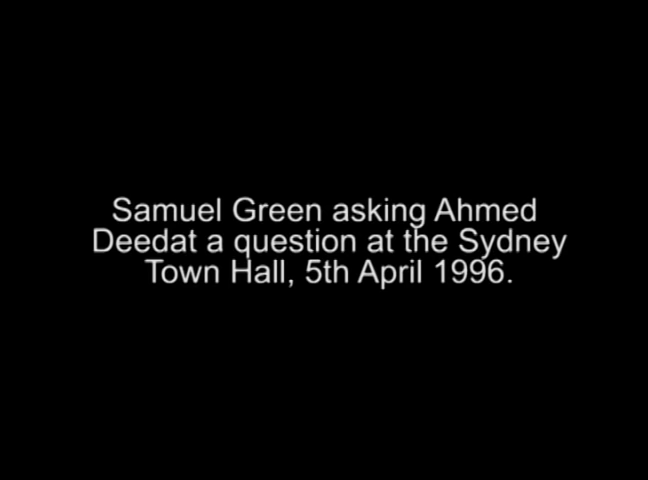 Samuel Green asking Ahmed
Deedat a question at the Sydney
Town Hall, 5th April 1996.